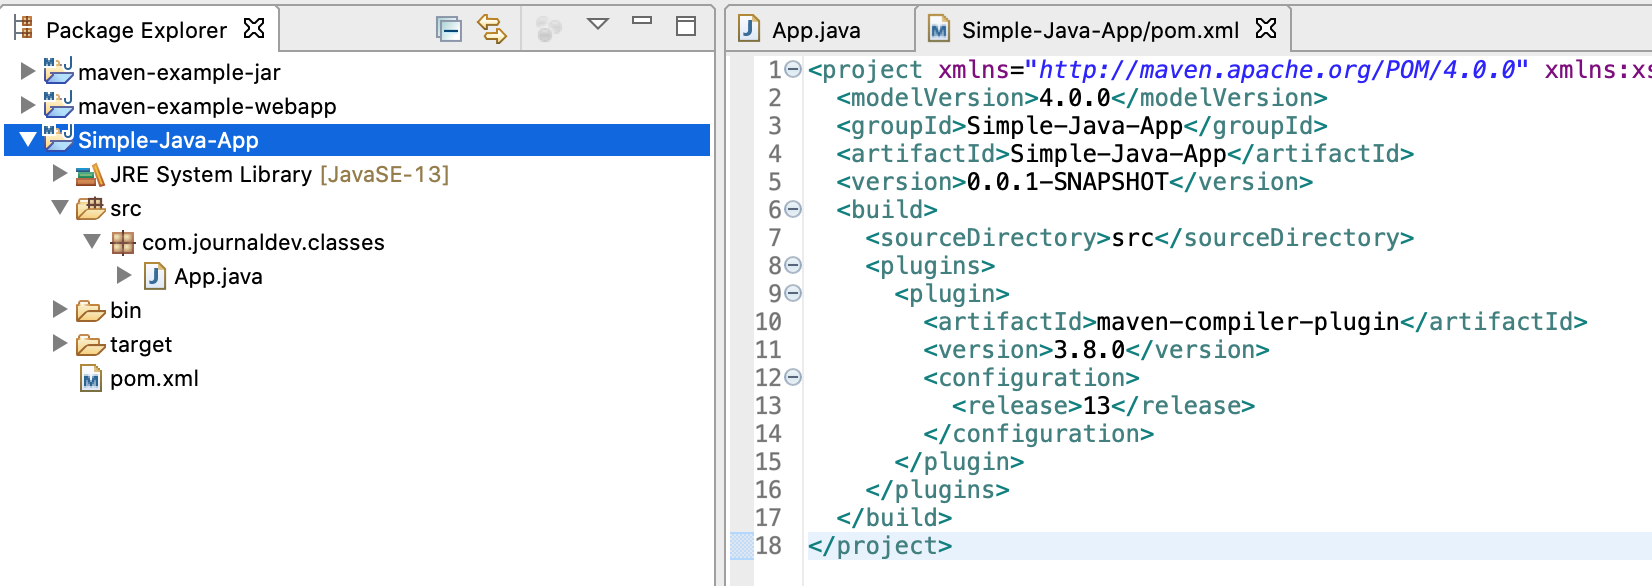 Package Explorer
maven-example-jar
maven-example-webapp
Simple-Java-App
JRE System Library [JavaSE-13]
src
com.journaldev.classes
App.java
bin
target
pom.xml
App.java
Simple-Java-App/pom.xml
1 <project xmlns="http://maven.apache.org/POM/4.0.0" xmlns:xs
2 <modelVersion>4.0.0</modelVersion>
3 <groupId>Simple-Java-App</groupId>
4 <artifactId>Simple-Java-App</artifactId>
5 <version>0.0.1-SNAPSHOT</version>
6 <build>
7 <sourceDirectory>src</sourceDirectory>
8 <plugins>
9 <plugin>
10 <artifactId>maven-compiler-plugin</artifactId>
11 <version>3.8.0</version>
12 <configuration>
13 <release>13</release>
14 </configuration>
15 </plugin>
16 </plugins>
17 </build>
18 </project>